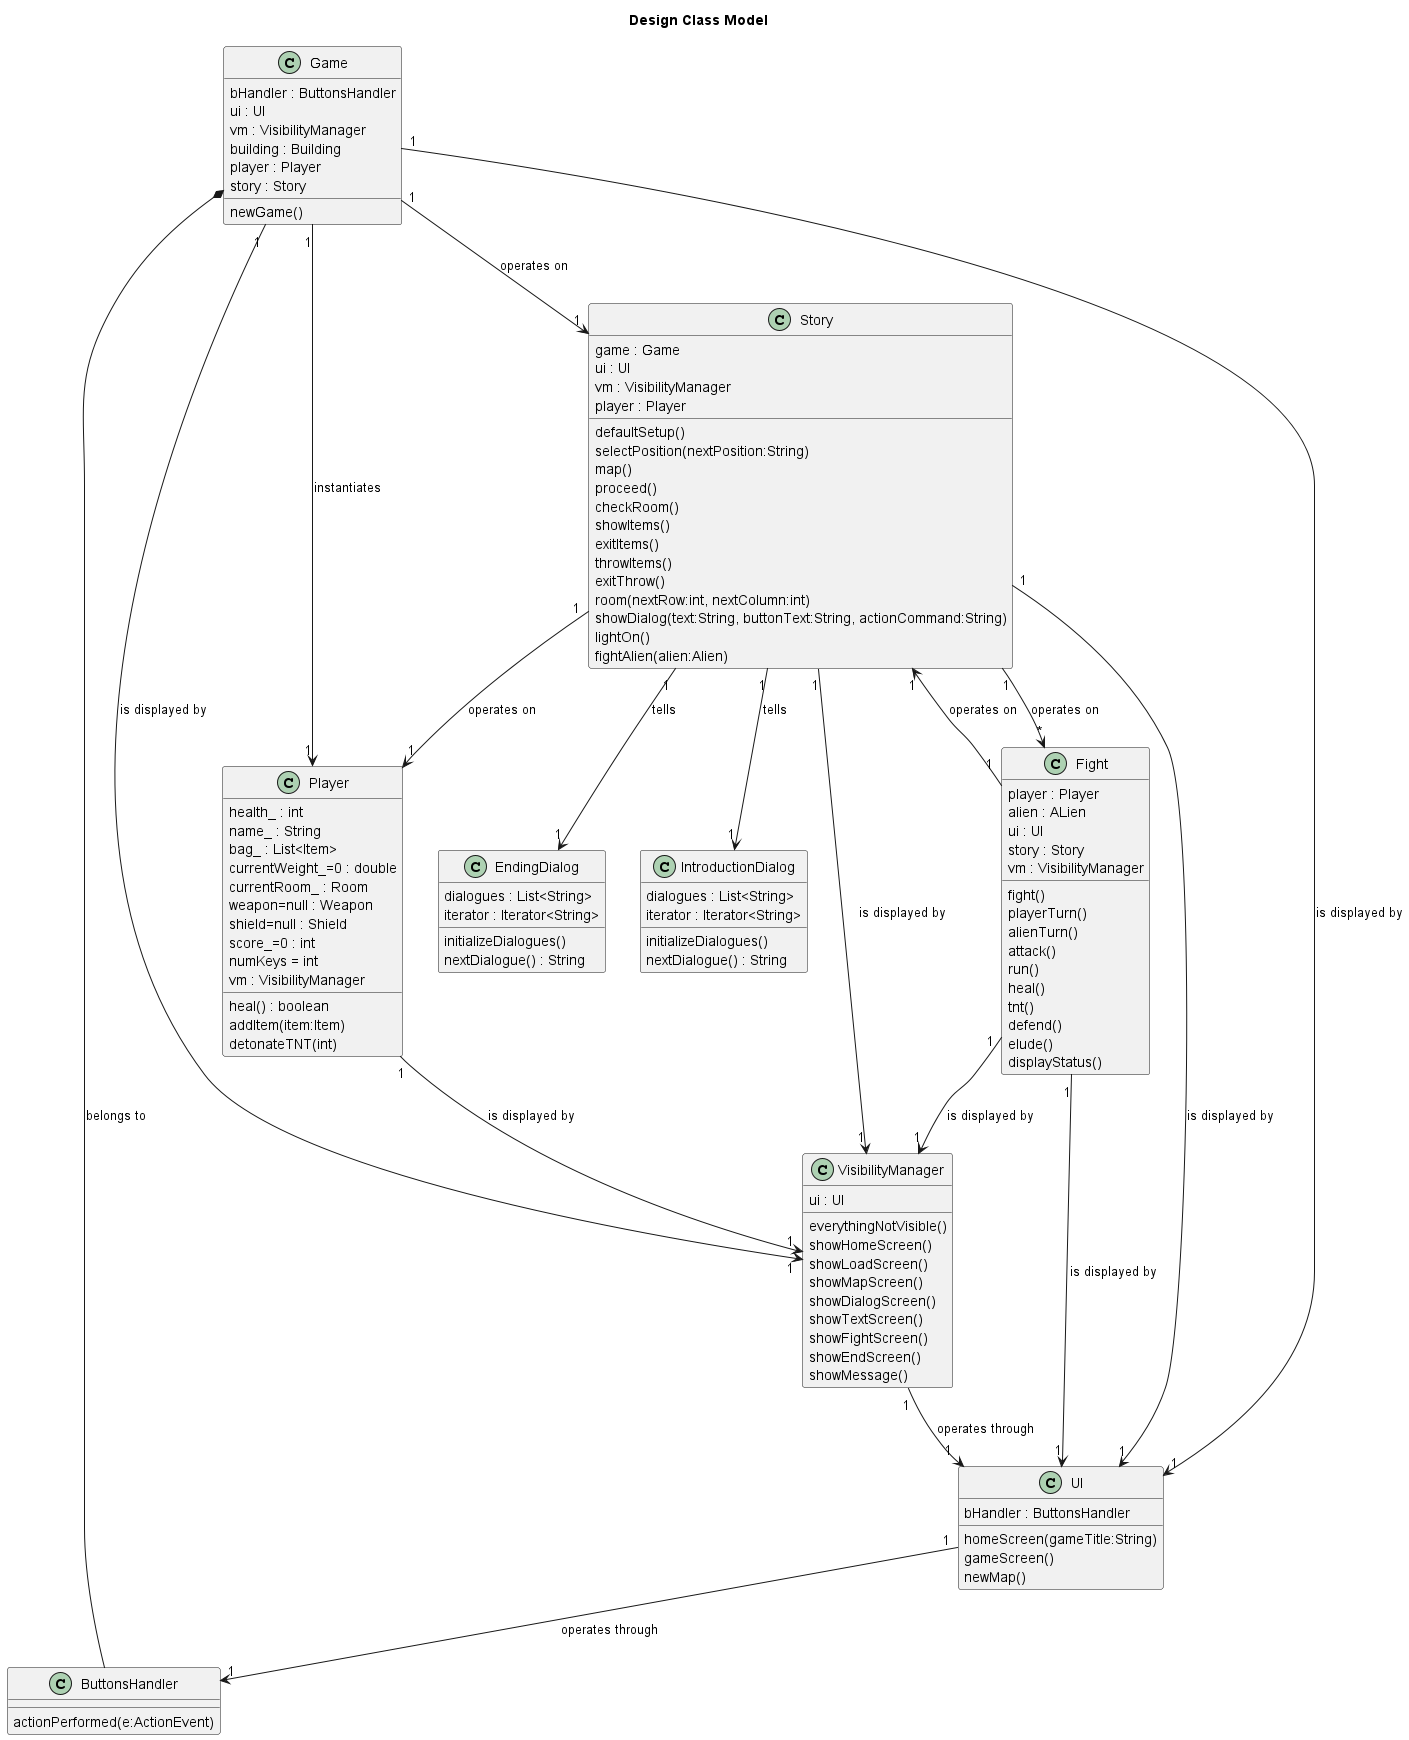 Design Class Model
C Game
bHandler : ButtonsHandler
ui : UI
vm : VisibilityManager
building : Building
player : Player
story : Story
newGame()
1
1
1
1
operates on
1
C Story
game : Game
ui : UI
vm : VisibilityManager
player : Player
defaultSetup()
selectPosition(nextPosition:String)
map()
proceed()
checkRoom()
showItems()
exitItems()
throwItems()
exitThrow()
room(nextRow:int, nextColumn:int)
showDialog(text:String, buttonText:String, actionCommand:String)
lightOn()
fightAlien(alien:Alien)
instantiates
1
1
1
1
1
1
1
is displayed by
operates on
tells
tells
operates on
operates on
1
1
*
1
C Player
health_ : int
name_ : String
bag_ : List<Item>
currentWeight_=0 : double
currentRoom_ : Room
weapon=null : Weapon
shield=null : Shield
score_=0 : int
numKeys = int
vm : VisibilityManager
heal() : boolean
addItem(item:Item)
detonateTNT(int)
1
1
C EndingDialog
dialogues : List<String>
iterator : Iterator<String>
initializeDialogues()
nextDialogue() : String
C IntroductionDialog
dialogues : List<String>
iterator : Iterator<String>
initializeDialogues()
nextDialogue() : String
C Fight
player : Player
alien : ALien
ui : UI
story : Story
vm : VisibilityManager
fight()
playerTurn()
alienTurn()
attack()
run()
heal()
tnt()
defend()
elude()
displayStatus()
is displayed by
is displayed by
1
1
1
belongs to
is displayed by
is displayed by
is displayed by
1
1
1
1
C VisibilityManager
ui : UI
everythingNotVisible()
showHomeScreen()
showLoadScreen()
showMapScreen()
showDialogScreen()
showTextScreen()
showFightScreen()
showEndScreen()
showMessage()
is displayed by
1
operates through
1
1
1
1
C UI
bHandler : ButtonsHandler
homeScreen(gameTitle:String)
gameScreen()
newMap()
1
operates through
1
C ButtonsHandler
actionPerformed(e:ActionEvent)